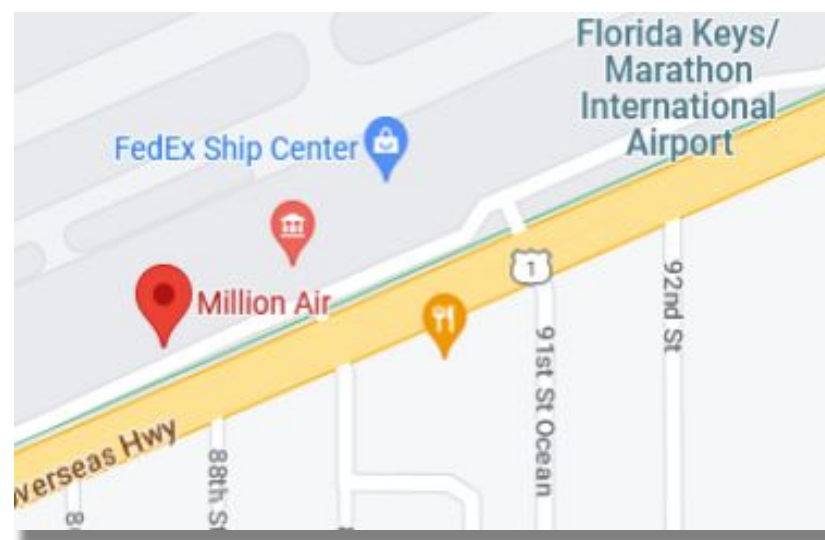 Florida Keys/
Marathon
International
Airport
FedEx Ship Center
Million Air
1
92nd St
91st St Ocean
verseas Hwy
88th St